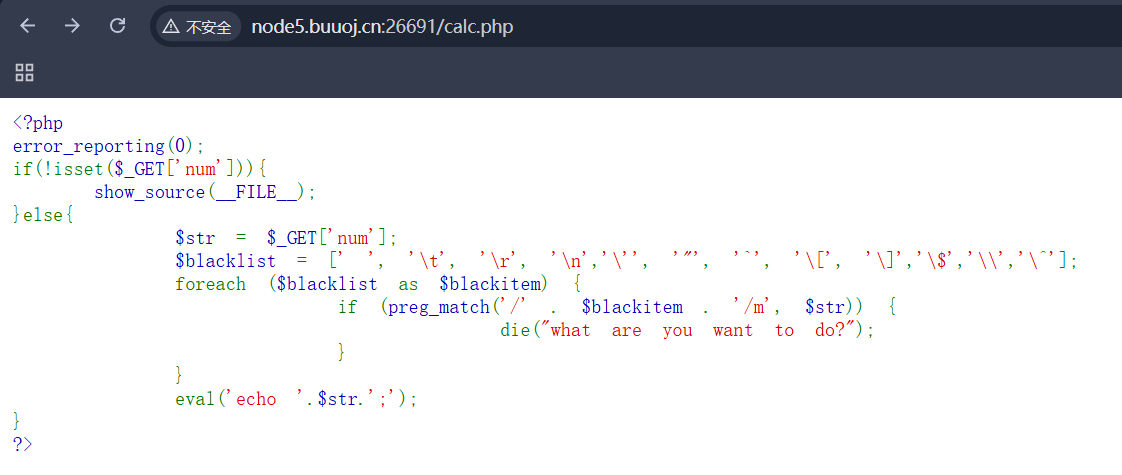 不安全 node5.buuoj.cn:26691/calc.php
<?php
error_reporting(0);
if(!isset($_GET['num'])){
        show_source(__FILE__);
}else{
                $str = $_GET['num'];
                $blacklist = [' ', '\t', '\r', '\n','\'', '"', '`', '\[', '\]','\$','\\','\^'];
                foreach ($blacklist as $blackitem) {
                                if (preg_match('/' . $blackitem . '/m', $str)) {
                                                die("what are you want to do?");
                                }
                }
                eval('echo '.$str.';');
}
?>